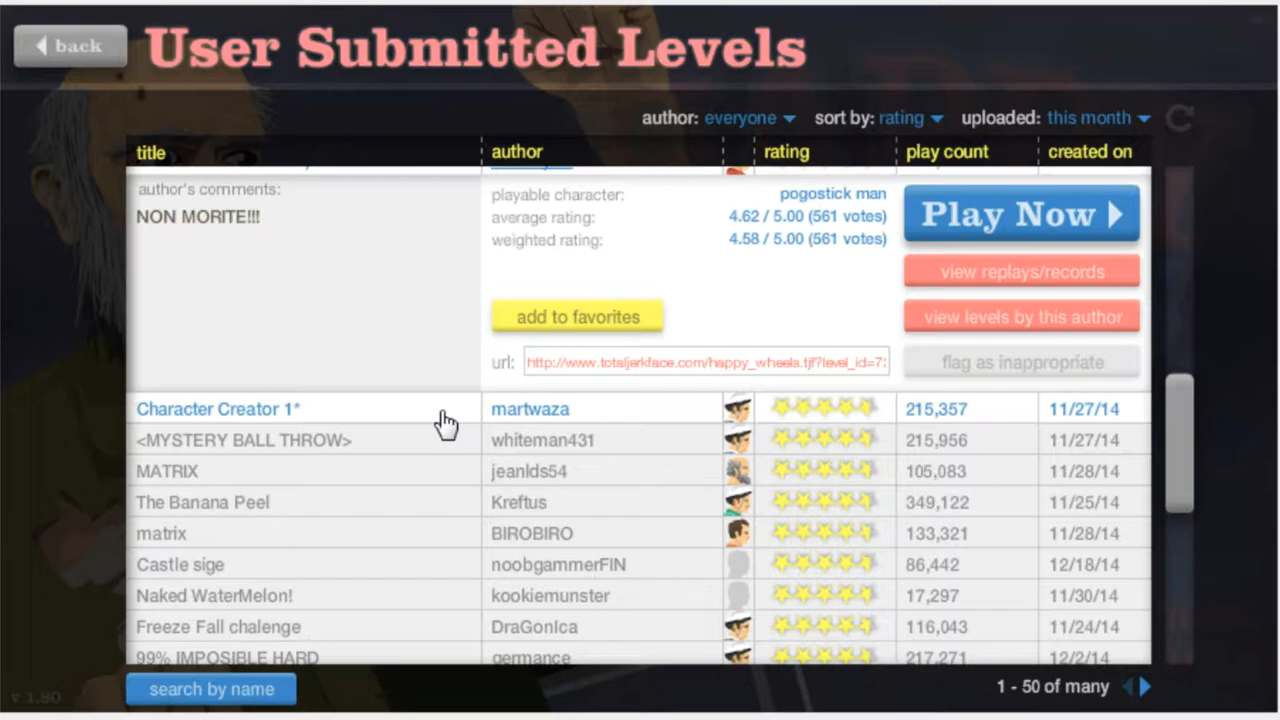 back
User Submitted Levels
author: everyone sort by: rating uploaded: this month
title author rating play count created on
author's comments:
NON MORITE!!!
playable character: pogostick man
average rating: 4.62 / 5.00 (561 votes)
weighted rating: 4.58 / 5.00 (561 votes)
Play Now
view replays/records
add to favorites
view levels by this author
url: http://www.totaljerkface.com/happy_wheels.tjf?level_id=7
flag as inappropriate
Character Creator 1* martwaza 215,357 11/27/14
<MYSTERY BALL THROW> whiteman431 215,956 11/27/14
MATRIX jeanlds54 105,083 11/28/14
The Banana Peel Kreftus 349,122 11/25/14
matrix BIROBIRO 133,321 11/28/14
Castle sige noobgammerFIN 86,442 12/18/14
Naked WaterMelon! kookiemunster 17,297 11/30/14
Freeze Fall chalenge DraGonIca 116,043 11/24/14
99% IMPOSIBLE HARD germance 217,271 12/2/14
search by name
1 - 50 of many
v 1.80